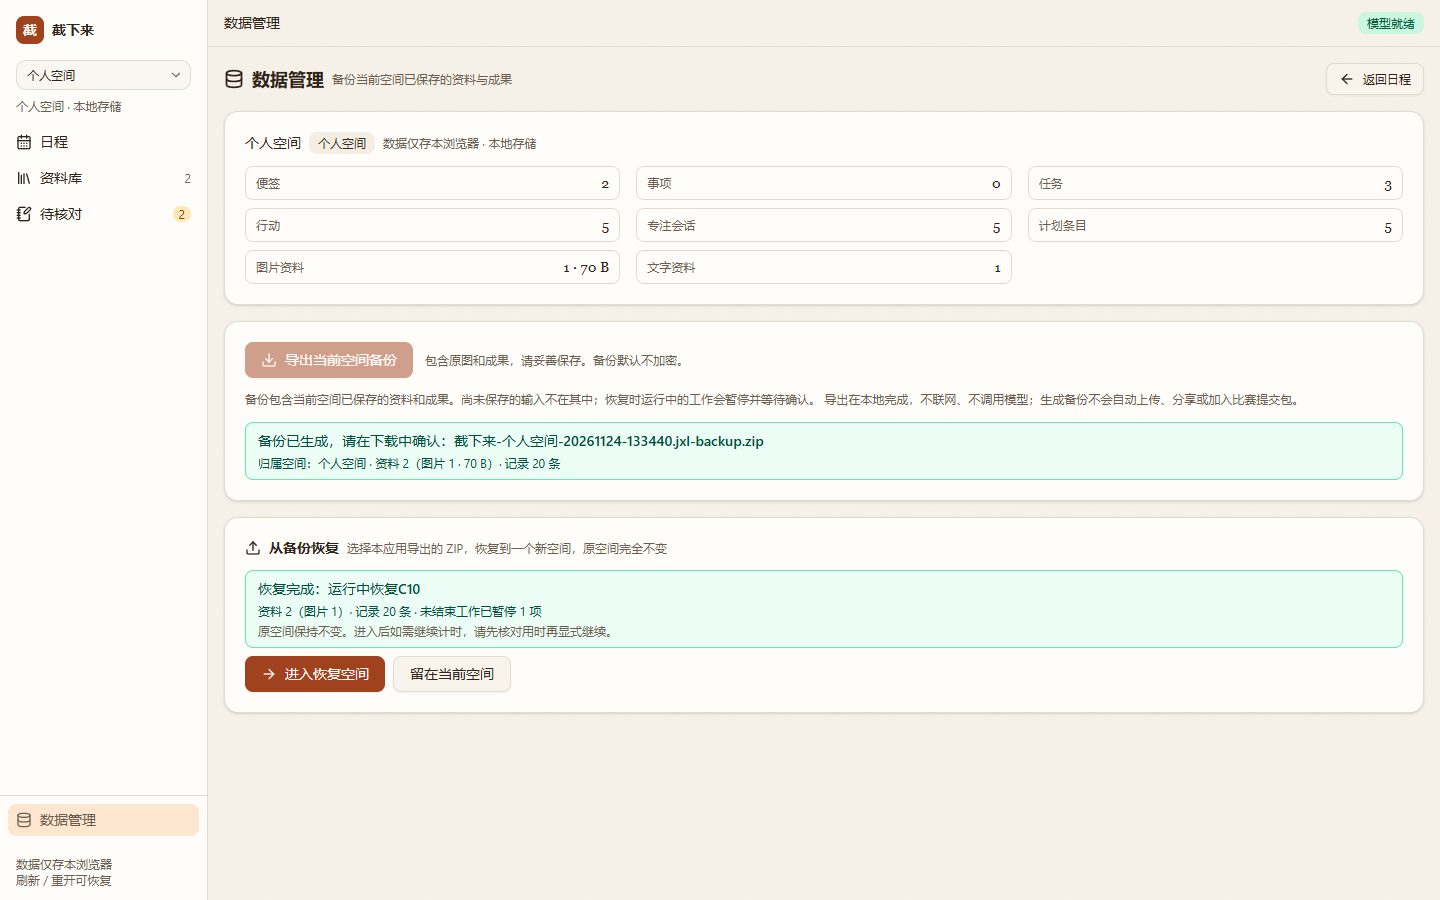 截 截下来
个人空间
个人空间 · 本地存储
日程
资料库 2
待核对 2
数据管理
数据仅存本浏览器
刷新 / 重开可恢复
数据管理
模型就绪
数据管理 备份当前空间已保存的资料与成果
返回日程
个人空间 个人空间 数据仅存本浏览器 · 本地存储
便签 2
事项 0
任务 3
行动 5
专注会话 5
计划条目 5
图片资料 1 · 70 B
文字资料 1
导出当前空间备份 包含原图和成果，请妥善保存。备份默认不加密。
备份包含当前空间已保存的资料和成果。尚未保存的输入不在其中；恢复时运行中的工作会暂停并等待确认。 导出在本地完成，不联网、不调用模型；生成备份不会自动上传、分享或加入比赛提交包。
备份已生成，请在下载中确认：截下来-个人空间-20261124-133440.jxl-backup.zip
归属空间：个人空间 · 资料 2（图片 1 · 70 B）· 记录 20 条
从备份恢复 选择本应用导出的 ZIP，恢复到一个新空间，原空间完全不变
恢复完成：运行中恢复C10
资料 2（图片 1）· 记录 20 条 · 未结束工作已暂停 1 项
原空间保持不变。进入后如需继续计时，请先核对用时再显式继续。
进入恢复空间
留在当前空间